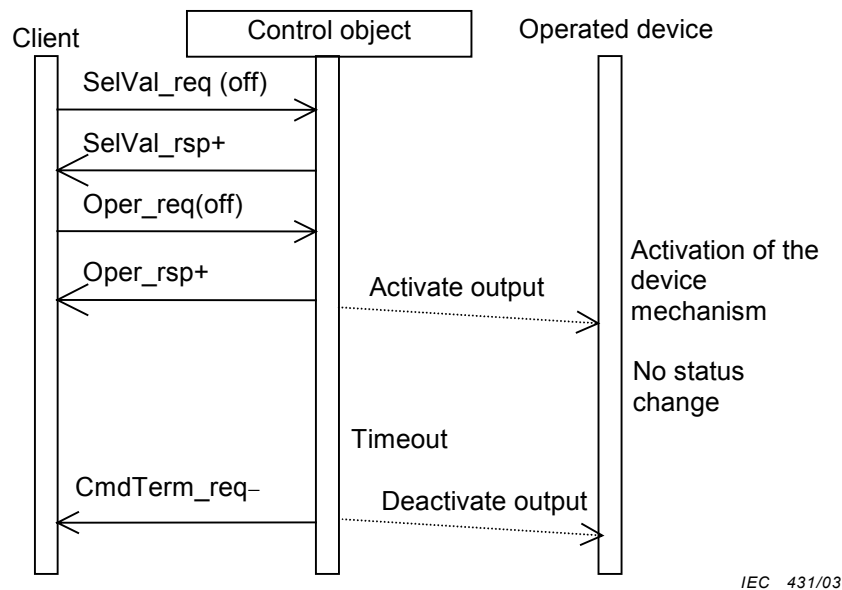 Client
Control object
Operated device
SelVal_req (off)
SelVal_rsp+
Oper_req(off)
Oper_rsp+
Activate output
Activation of the
device
mechanism
No status
change
Timeout
CmdTerm_req−
Deactivate output
IEC 431/03